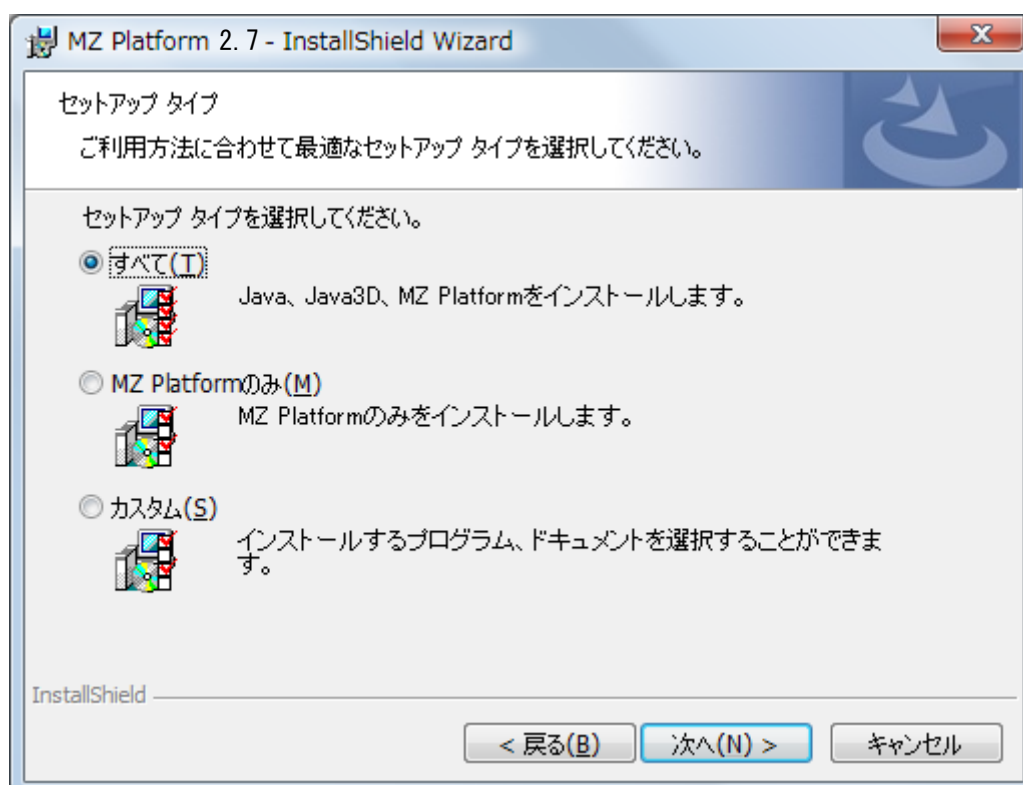 MZ Platform 2.7 - InstallShield Wizard
セットアップ タイプ
ご利用方法に合わせて最適なセットアップ タイプを選択してください。
セットアップ タイプを選択してください。
すべて(T)
Java、Java3D、MZ Platformをインストールします。
MZ Platformのみ(M)
MZ Platformのみをインストールします。
カスタム(S)
インストールするプログラム、ドキュメントを選択することができま
す。
InstallShield
< 戻る(B) 次へ(N) > キャンセル